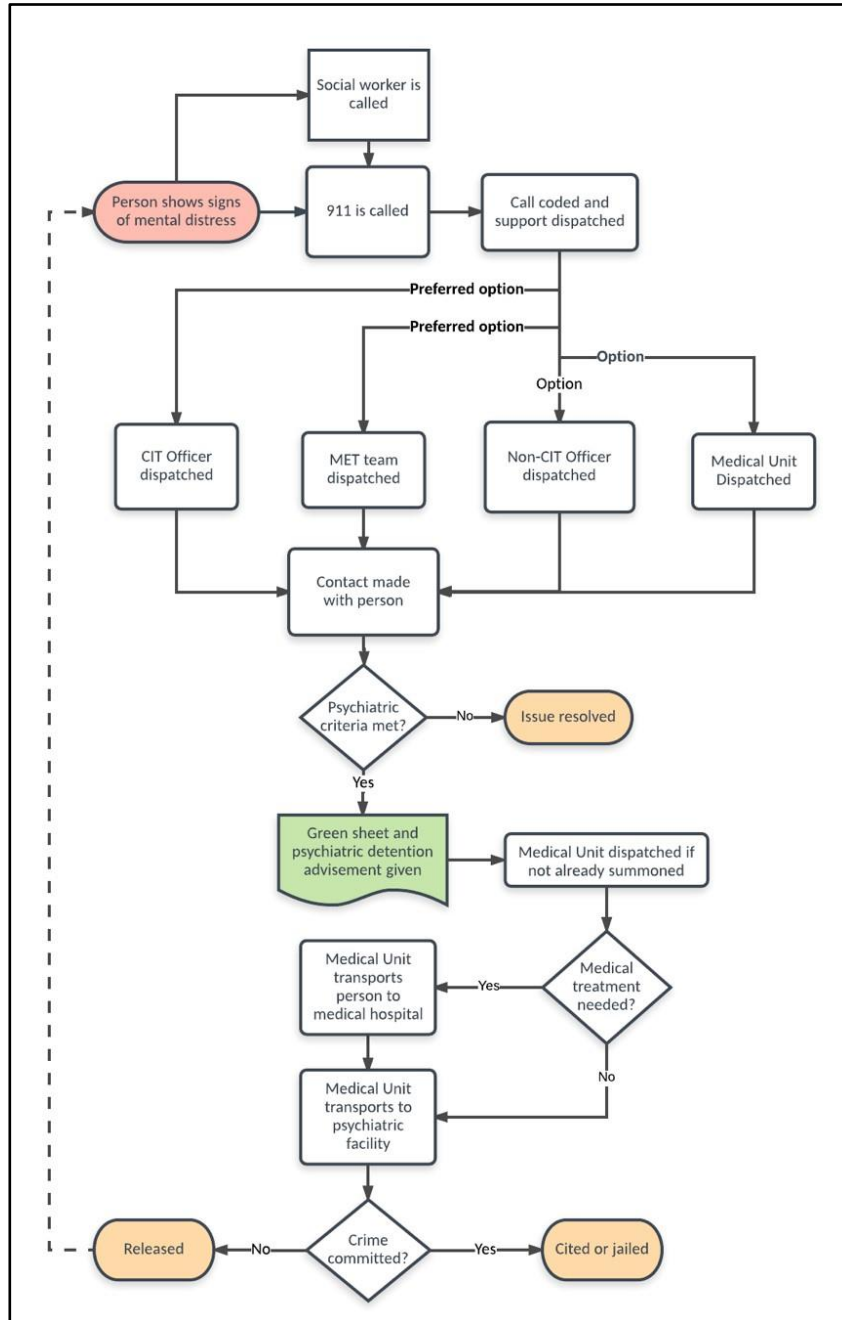 Social worker is
called
Person shows signs
of mental distress
911 is called
Call coded and
support dispatched
Preferred option
Preferred option
Option
Option
CIT Officer
dispatched
MET team
dispatched
Non-CIT Officer
dispatched
Medical Unit
Dispatched
Contact made
with person
Psychiatric
criteria met?
No
Issue resolved
Yes
Green sheet and
psychiatric detention
advisement given
Medical Unit dispatched if
not already summoned
Medical
treatment
needed?
Yes
Medical Unit
transports
person to
medical hospital
No
Medical Unit
transports to
psychiatric
facility
Crime
committed?
No
Released
Yes
Cited or jailed